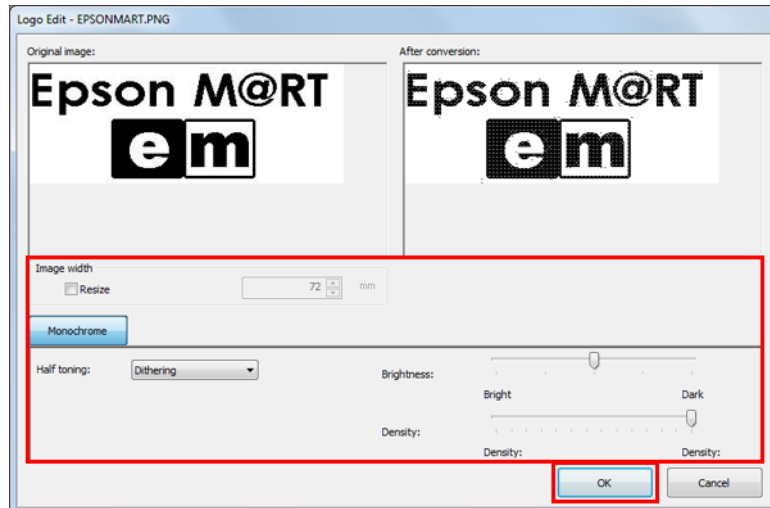 Logo Edit - EPSONMART.PNG
Original image:
After conversion:
Epson M@RT
em
Epson M@RT
em
Image width
Resize
72
mm
Monochrome
Half toning:
Dithering
Brightness:
Bright
Dark
Density:
Density:
Density:
OK
Cancel